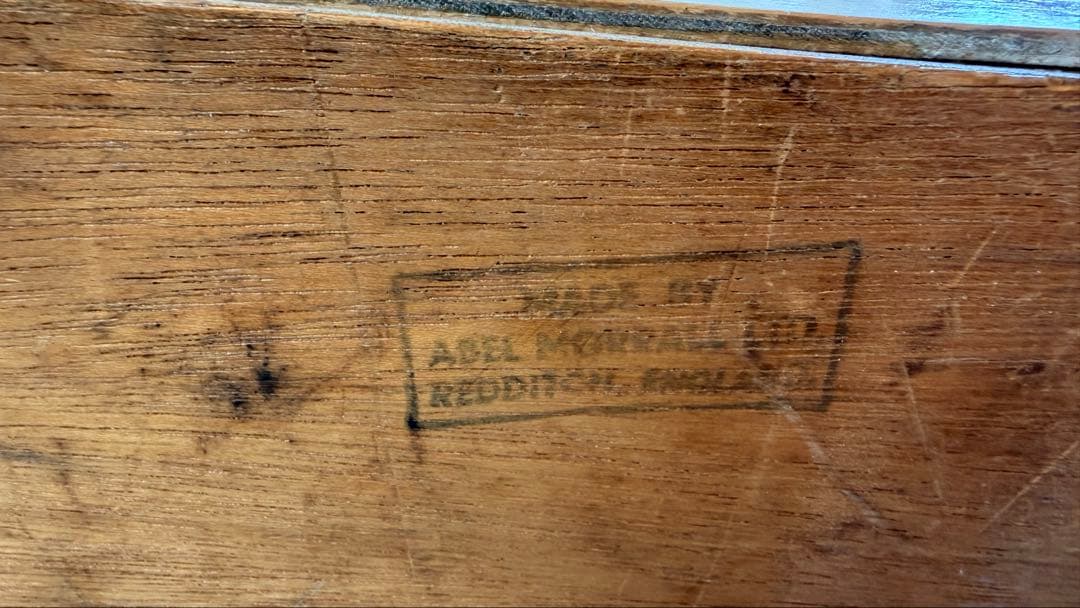 MADE BY
ABEL MORRALL LTD
REDDITCH, ENGLAND